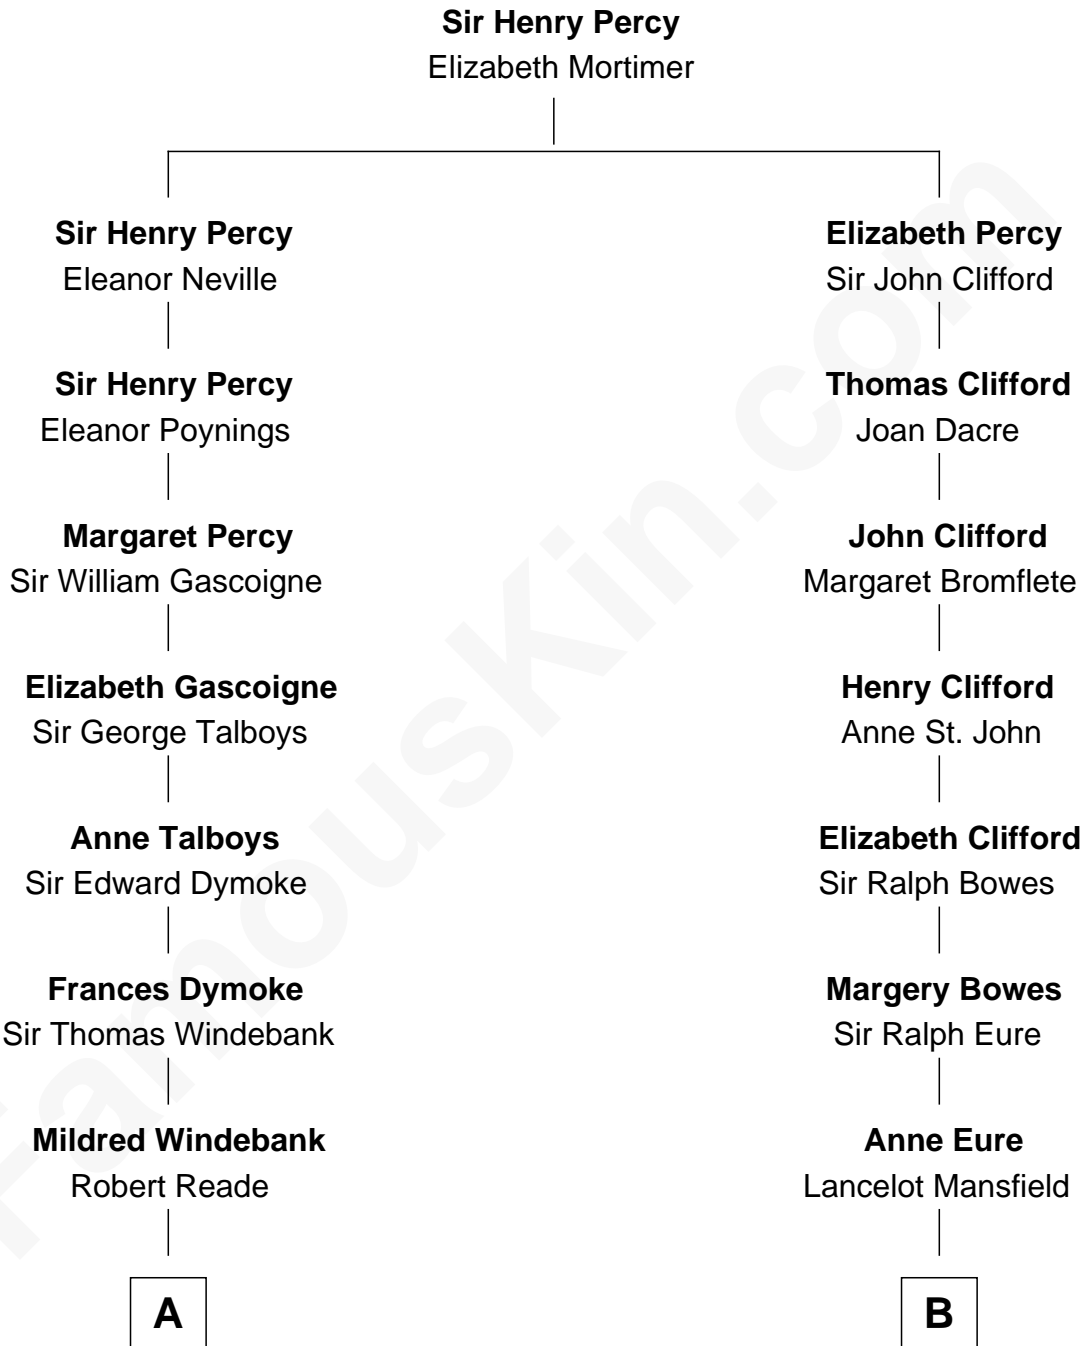 Sir Henry Percy
Elizabeth Mortimer
Sir Henry Percy
Eleanor Neville
Sir Henry Percy
Eleanor Poynings
Margaret Percy
Sir William Gascoigne
Elizabeth Gascoigne
Sir George Talboys
Anne Talboys
Sir Edward Dymoke
Frances Dymoke
Sir Thomas Windebank
Mildred Windebank
Robert Reade
A
Elizabeth Percy
Sir John Clifford
Thomas Clifford
Joan Dacre
John Clifford
Margaret Bromflete
Henry Clifford
Anne St. John
Elizabeth Clifford
Sir Ralph Bowes
Margery Bowes
Sir Ralph Eure
Anne Eure
Lancelot Mansfield
B
FamousKin.com